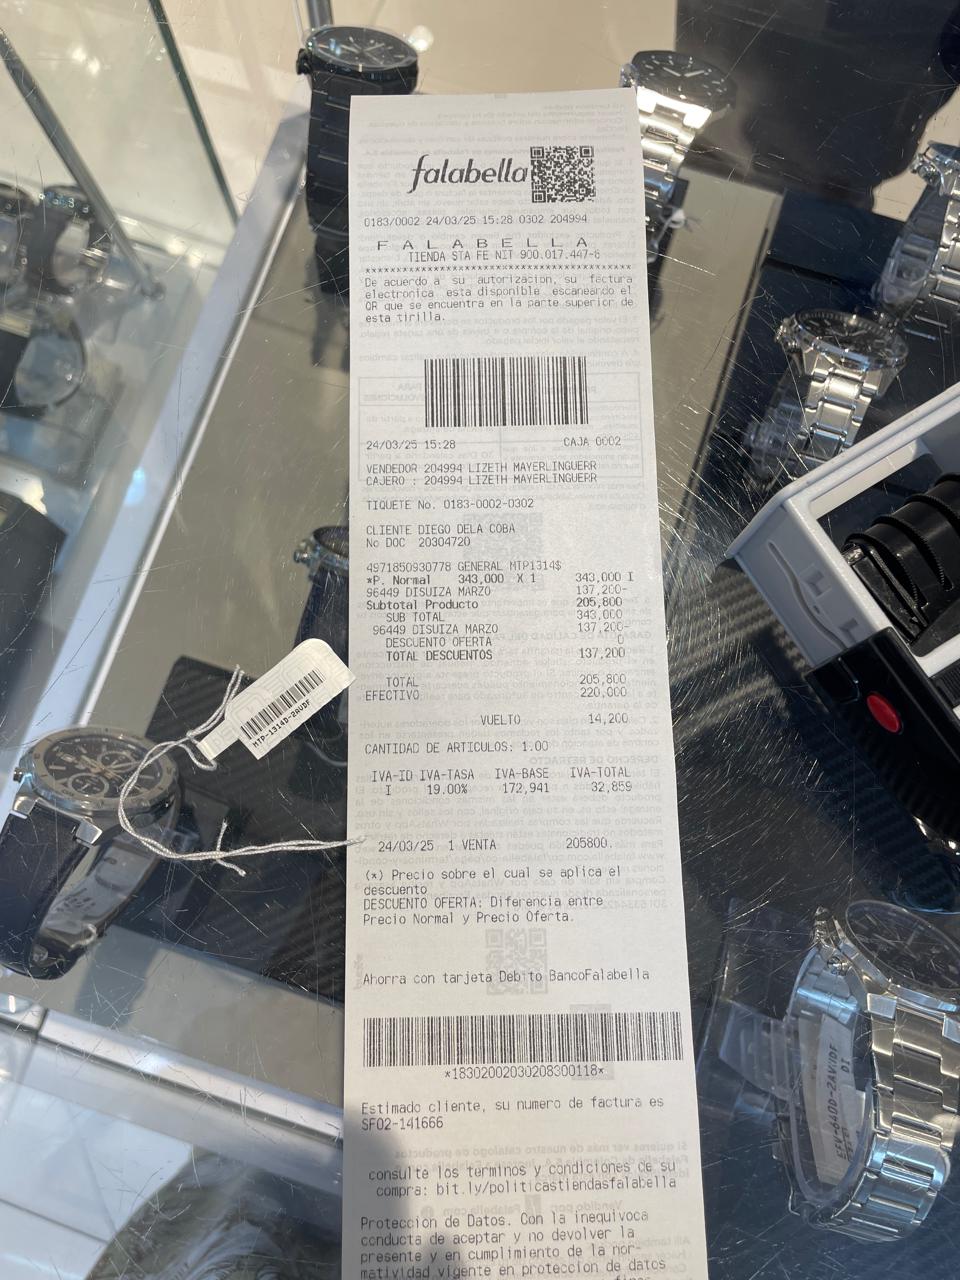 falabella
0183/0002 24/03/25 15:28 0302 204994
F A L A B E L L A
TIENDA STA FE NIT 900.017.447-6
************************************************
De acuerdo a su autorizacion, su factura
electronica esta disponible escaneando el
QR que se encuentra en la parte superior de
esta tirilla.
24/03/25 15:28 CAJA 0002
VENDEDOR 204994 LIZETH MAYERLINGUERR
CAJERO : 204994 LIZETH MAYERLINGUERR
TIQUETE No. 0183-0002-0302
CLIENTE DIEGO DELA COBA
No DOC 20304720
4971850930778 GENERAL MTP1314$
*P. Normal 343,000 X 1 343,000 I
96449 DISUIZA MARZO 137,200-
Subtotal Producto 205,800
SUB TOTAL 343,000
96449 DISUIZA MARZO 137,200-
DESCUENTO OFERTA 0
TOTAL DESCUENTOS 137,200
TOTAL 205,800
EFECTIVO 220,000
VUELTO 14,200
CANTIDAD DE ARTICULOS: 1.00
IVA-ID IVA-TASA IVA-BASE IVA-TOTAL
I 19.00% 172,941 32,859
24/03/25 1 VENTA 205800.
(*) Precio sobre el cual se aplica el
descuento
DESCUENTO OFERTA: Diferencia entre
Precio Normal y Precio Oferta.
Ahorra con tarjeta Debito BancoFalabella
*18302002030208300118*
Estimado cliente, su numero de factura es
SF02-141666
consulte los terminos y condiciones de su
compra: bit.ly/politicastiendasfalabella
Proteccion de Datos. Con la inequivoca
conducta de aceptar y no devolver la
presente y en cumplimiento de la nor-
matividad vigente en proteccion de datos
MTP-1314D-2AVDF
EFV-640D-2AVUDF